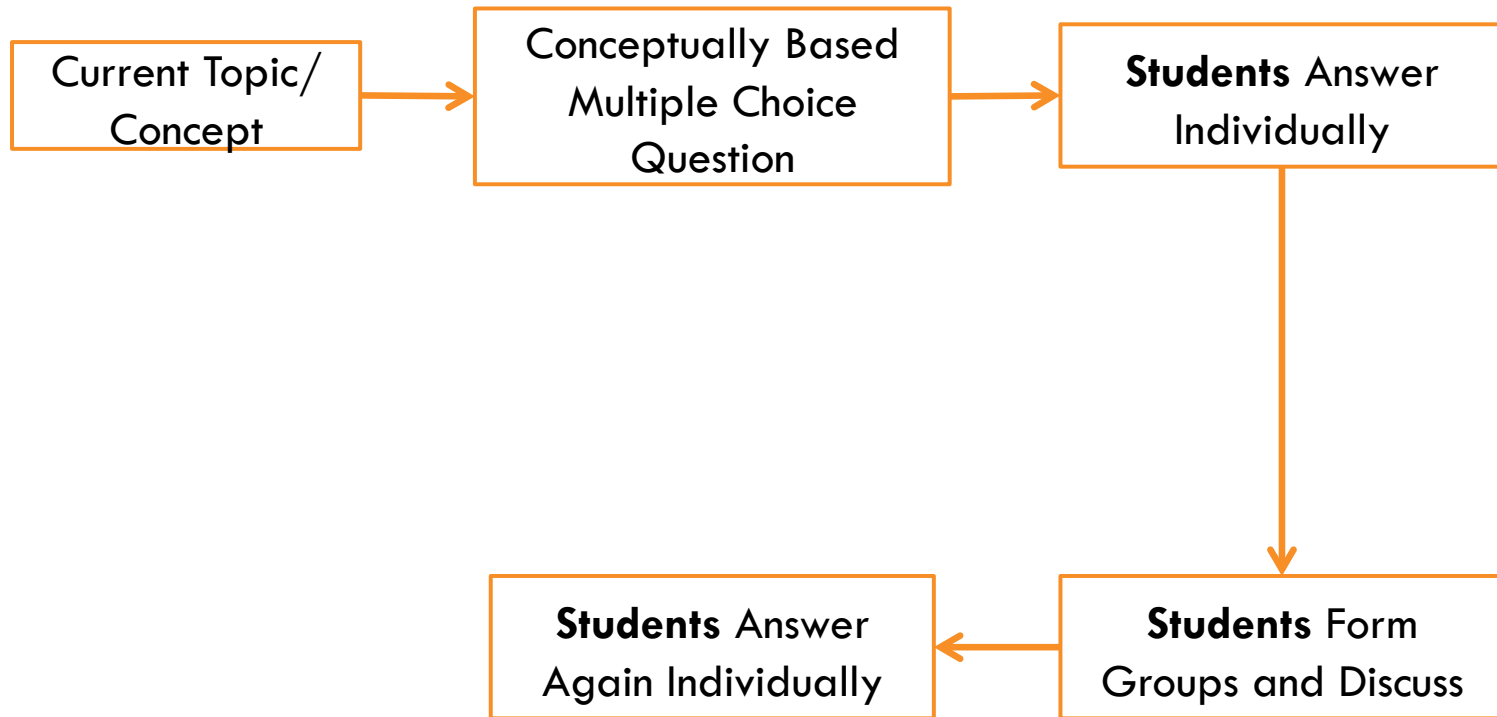 Current Topic/
Concept
Conceptually Based
Multiple Choice
Question
Students Answer
Individually
Students Form
Groups and Discuss
Students Answer
Again Individually